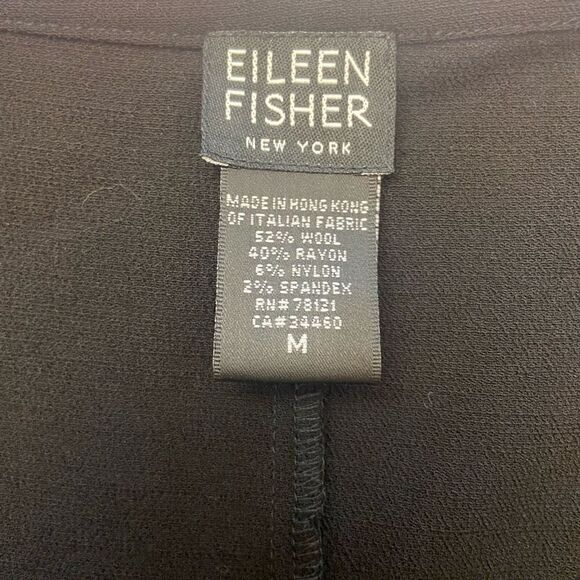 EILEEN
FISHER
NEW YORK
MADE IN HONG KONG
OF ITALIAN FABRIC
52% WOOL
40% RAYON
6% NYLON
2% SPANDEX
RN# 78121
CA#34460
M